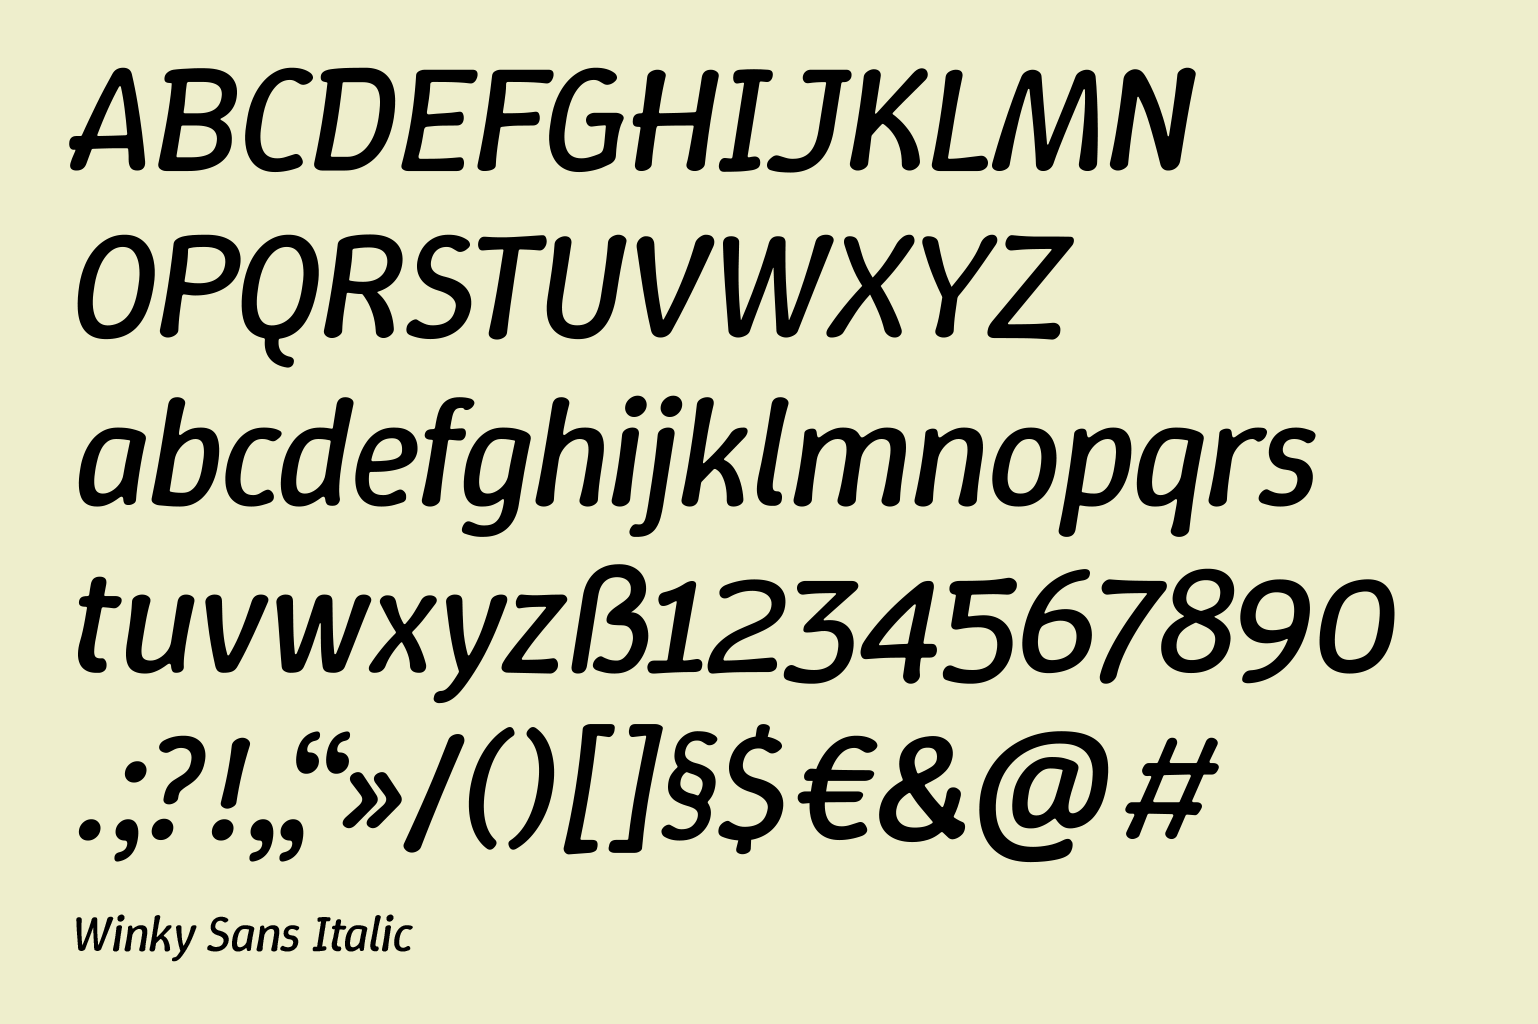 ABCDEFGHIJKLMN
OPQRSTUVWXYZ
abcdefghijklmnopqrs
tuvwxyzß1234567890
.;?!„“»/()[]§$€&@#
Winky Sans Italic